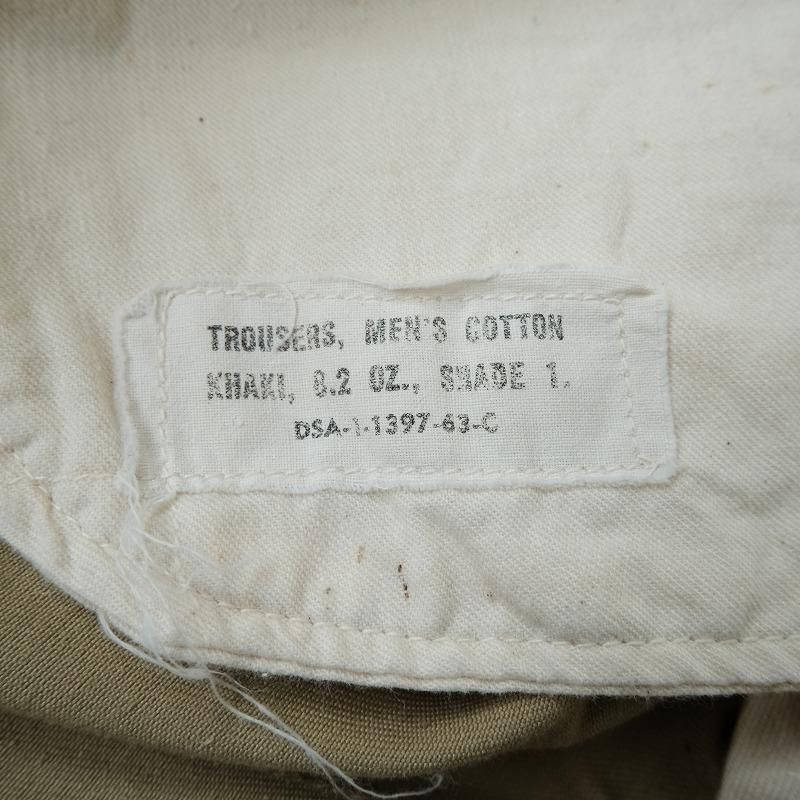 TROUSERS, MEN'S COTTON
KHAKI, 8.2 OZ., SHADE 1.
DSA-1-1397-63-C